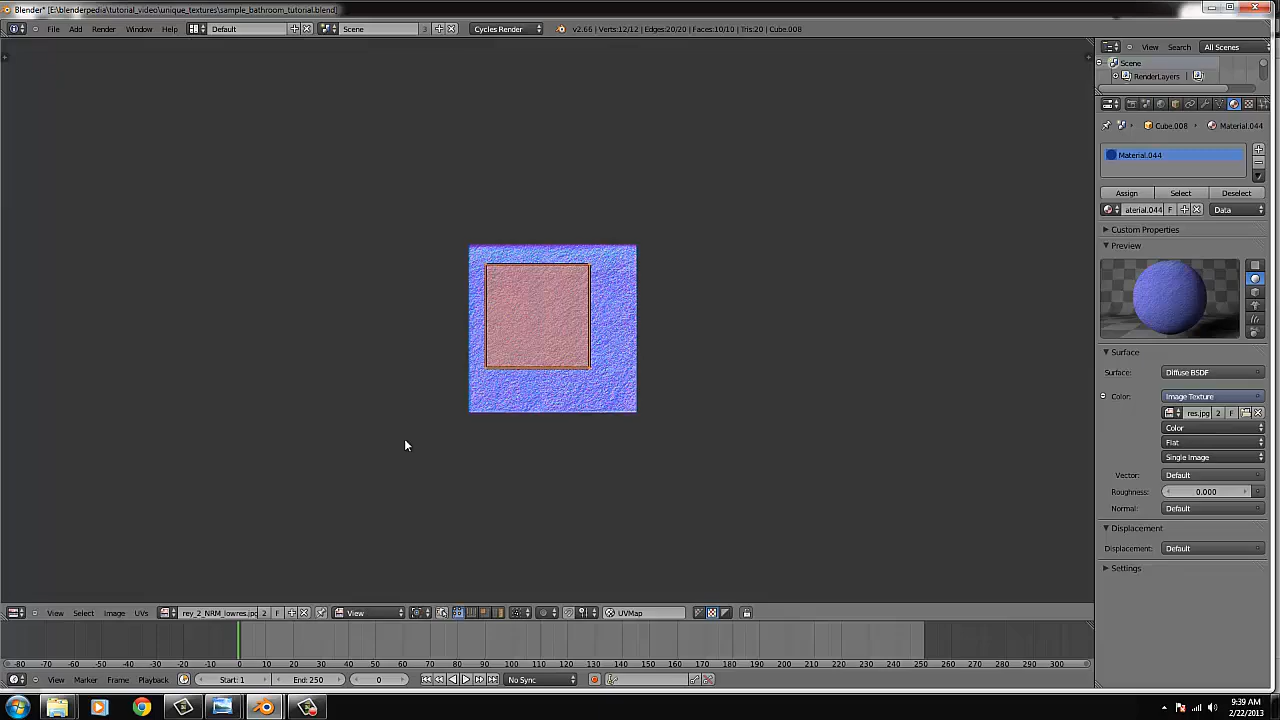 Blender* [E:\blenderpedia\tutorial_video\unique_textures\sample_bathroom_tutorial.blend]
File Add Render Window Help Default Scene 3 Cycles Render v2.66 | Verts:12/12 | Edges:20/20 | Faces:10/10 | Tris:20 | Cube.008
View Search All Scenes
Scene
RenderLayers
Cube.008 Material.044
Material.044
Assign Select Deselect
aterial.044 F Data
Custom Properties
Preview
Surface
Surface: Diffuse BSDF
Color: Image Texture
res.jpg 2 F
Color
Flat
Single Image
Vector: Default
Roughness: 0.000
Normal: Default
Displacement
Displacement: Default
Settings
View Select Image UVs rey_2_NRM_lowres.jpg 2 F View UVMap
-80 -70 -60 -50 -40 -30 -20 -10 0 10 20 30 40 50 60 70 80 90 100 110 120 130 140 150 160 170 180 190 200 210 220 230 240 250 260 270 280 290 300
View Marker Frame Playback Start: 1 End: 250 0 No Sync
9:39 AM
2/22/2013